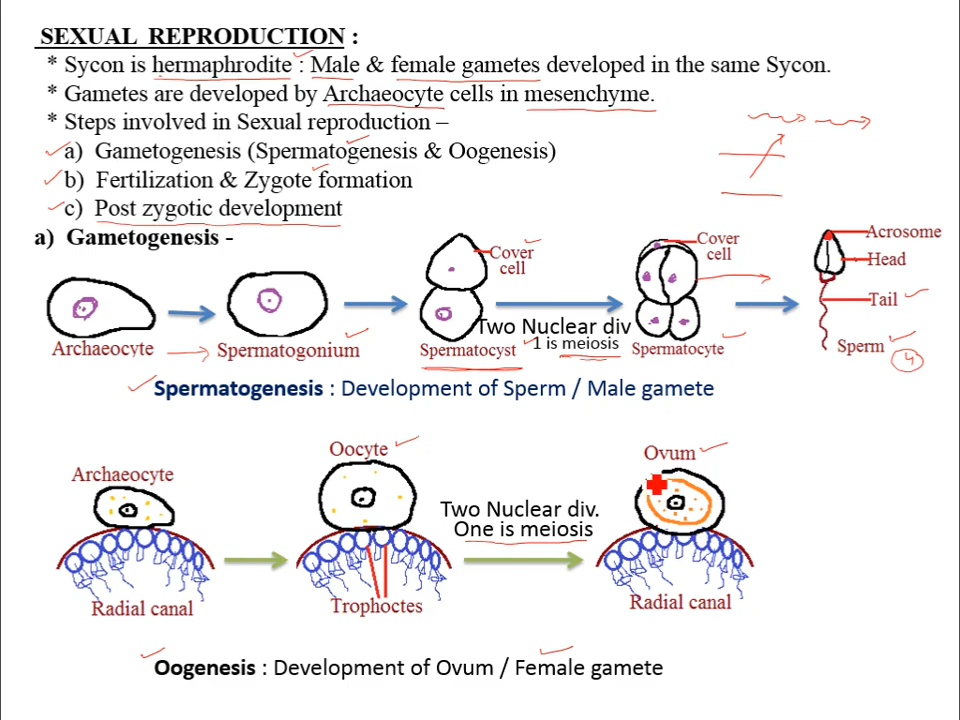 SEXUAL REPRODUCTION :
* Sycon is hermaphrodite : Male & female gametes developed in the same Sycon.
* Gametes are developed by Archaeocyte cells in mesenchyme.
* Steps involved in Sexual reproduction –
a) Gametogenesis (Spermatogenesis & Oogenesis)
b) Fertilization & Zygote formation
c) Post zygotic development
a) Gametogenesis -
Cover
cell
Cover
cell
Acrosome
Head
Tail
Archaeocyte
Spermatogonium
Spermatocyst
Two Nuclear div
1 is meiosis
Spermatocyte
Sperm
4
Spermatogenesis : Development of Sperm / Male gamete
Archaeocyte
Radial canal
Oocyte
Trophoctes
Two Nuclear div.
One is meiosis
Ovum
Radial canal
Oogenesis : Development of Ovum / Female gamete